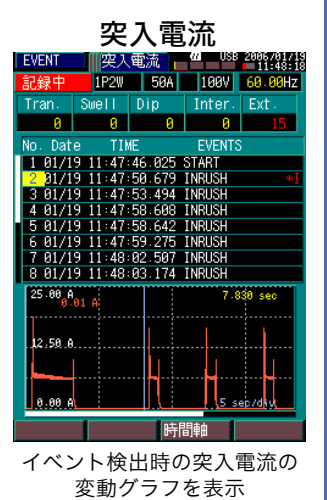 突入電流
EVENT 突入電流 USB 2006/01/19
11:48:18
記録中 1P2W 50A 100V 60.00Hz
Tran. Swell Dip Inter. Ext.
0 0 0 0 15
No. Date TIME EVENTS
1 01/19 11:47:46.025 START
2 01/19 11:47:50.679 INRUSH *I
3 01/19 11:47:53.494 INRUSH
4 01/19 11:47:58.608 INRUSH
5 01/19 11:47:58.642 INRUSH
6 01/19 11:47:59.275 INRUSH
7 01/19 11:48:02.507 INRUSH
8 01/19 11:48:03.174 INRUSH
25.00 A 7.830 sec
0.01 A
12.50 A
0.00 A 5 sec/div
時間軸
イベント検出時の突入電流の
変動グラフを表示